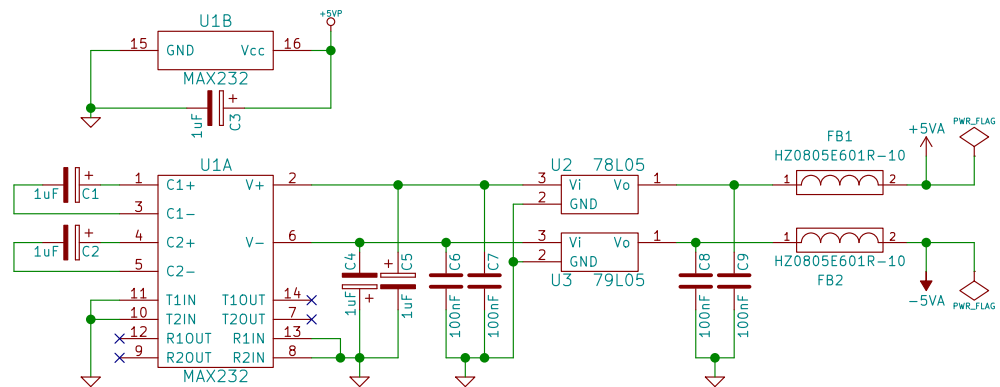 +5VP
U1B
15 GND Vcc 16
MAX232
+
1uF C3
U1A
1 C1+ V+ 2
3 C1-
4 C2+ V- 6
5 C2-
11 T1IN T1OUT 14
10 T2IN T2OUT 7
12 R1OUT R1IN 13
9 R2OUT R2IN 8
MAX232
+
1uF C1
+
1uF C2
C4 + 1uF
C5 + 1uF
C6 100nF
C7 100nF
U2 78L05
3 Vi Vo 1
2 GND
3 Vi Vo 1
2 GND
U3 79L05
C8 100nF
C9 100nF
FB1
HZ0805E601R-10
1 2
1 2
HZ0805E601R-10
FB2
+5VA
PWR_FLAG
-5VA
PWR_FLAG